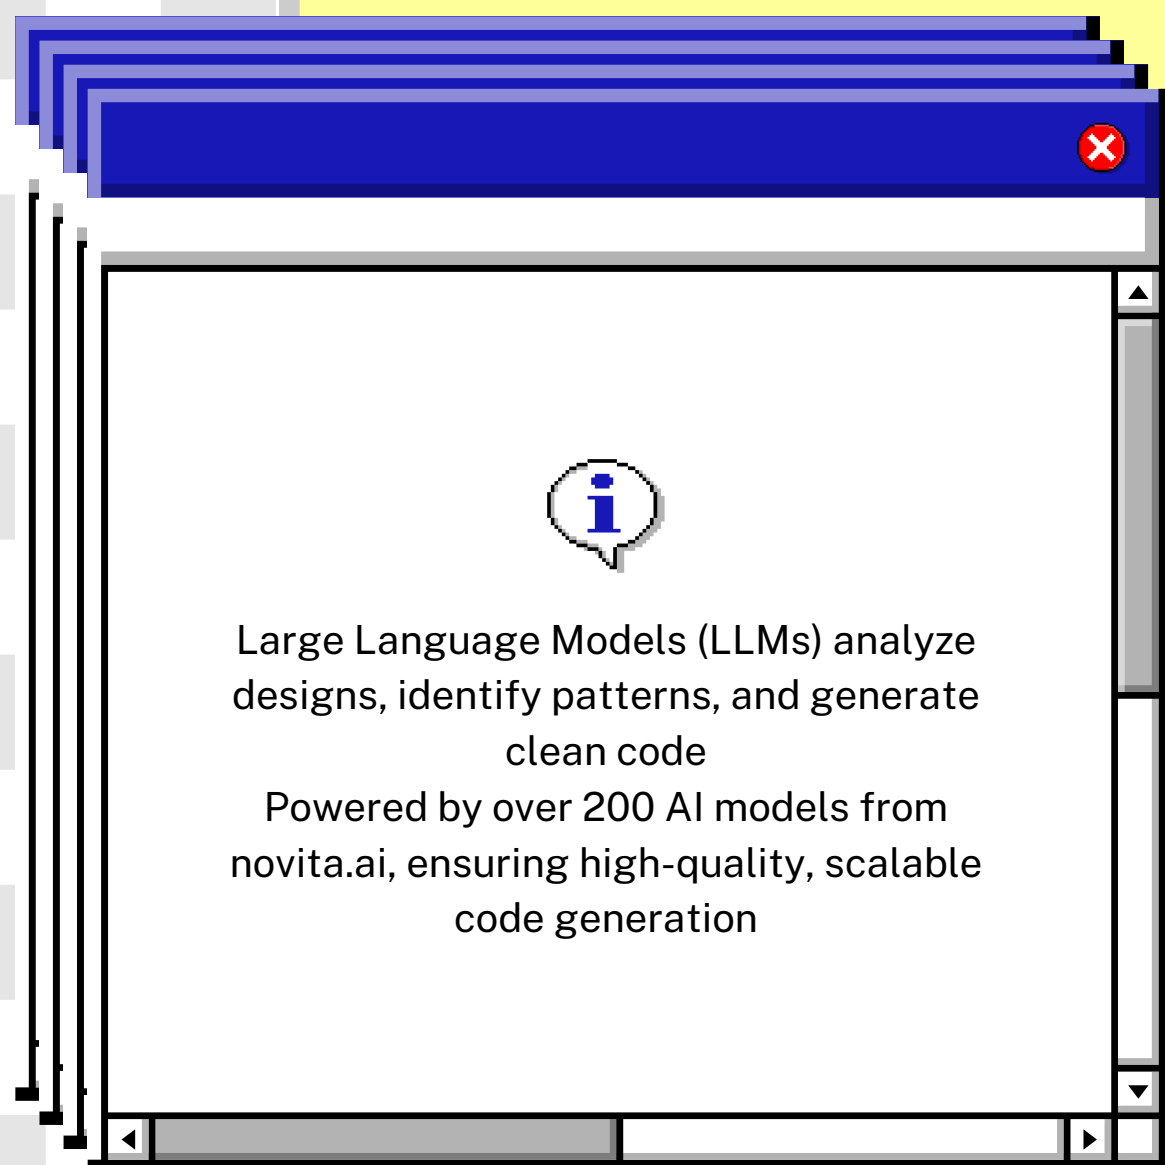 Large Language Models (LLMs) analyze
designs, identify patterns, and generate
clean code
Powered by over 200 AI models from
novita.ai, ensuring high-quality, scalable
code generation